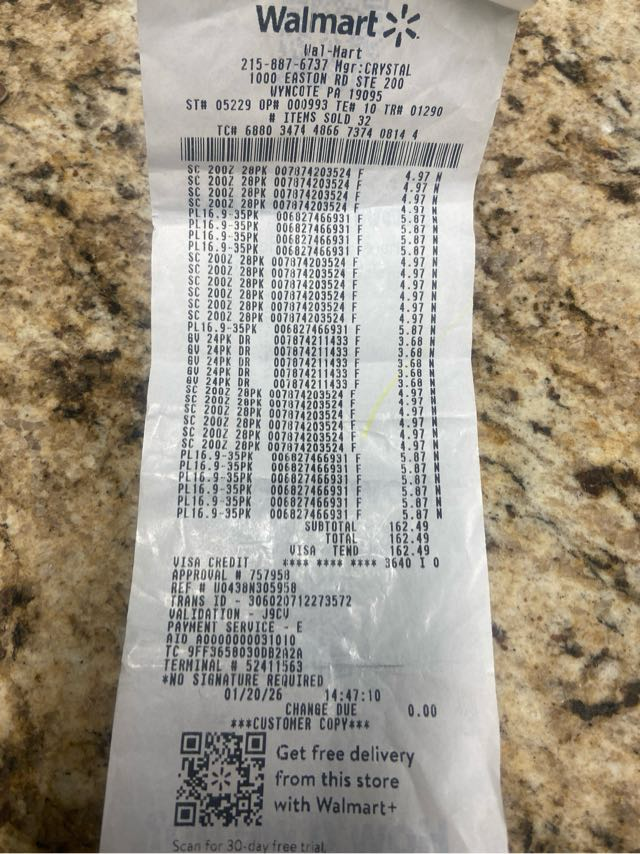 Walmart
Wal-Mart
215-887-6737 Mgr:CRYSTAL
1000 EASTON RD STE 200
WYNCOTE PA 19095
ST# 05229 OP# 000993 TE# 10 TR# 01290
# ITEMS SOLD 32
TC# 6880 3474 4866 7374 0814 4
SC 20OZ 28PK 007874203524 F 4.97 N
SC 20OZ 28PK 007874203524 F 4.97 N
SC 20OZ 28PK 007874203524 F 4.97 N
SC 20OZ 28PK 007874203524 F 4.97 N
PL16.9-35PK 006827466931 F 5.87 N
PL16.9-35PK 006827466931 F 5.87 N
PL16.9-35PK 006827466931 F 5.87 N
PL16.9-35PK 006827466931 F 5.87 N
SC 20OZ 28PK 007874203524 F 4.97 N
SC 20OZ 28PK 007874203524 F 4.97 N
SC 20OZ 28PK 007874203524 F 4.97 N
SC 20OZ 28PK 007874203524 F 4.97 N
SC 20OZ 28PK 007874203524 F 4.97 N
SC 20OZ 28PK 007874203524 F 4.97 N
PL16.9-35PK 006827466931 F 5.87 N
GV 24PK DR 007874211433 F 3.68 N
GV 24PK DR 007874211433 F 3.68 N
GV 24PK DR 007874211433 F 3.68 N
GV 24PK DR 007874211433 F 3.68 N
GV 24PK DR 007874211433 F 3.68 N
SC 20OZ 28PK 007874203524 F 4.97 N
SC 20OZ 28PK 007874203524 F 4.97 N
SC 20OZ 28PK 007874203524 F 4.97 N
SC 20OZ 28PK 007874203524 F 4.97 N
SC 20OZ 28PK 007874203524 F 4.97 N
SC 20OZ 28PK 007874203524 F 4.97 N
PL16.9-35PK 006827466931 F 5.87 N
PL16.9-35PK 006827466931 F 5.87 N
PL16.9-35PK 006827466931 F 5.87 N
PL16.9-35PK 006827466931 F 5.87 N
PL16.9-35PK 006827466931 F 5.87 N
PL16.9-35PK 006827466931 F 5.87 N
SUBTOTAL 162.49
TOTAL 162.49
VISA TEND 162.49
VISA CREDIT **** **** **** 3640 I 0
APPROVAL # 757958
REF # U0438N305958
TRANS ID - 306020712273572
VALIDATION - J9CV
PAYMENT SERVICE - E
AID A0000000031010
TC 9FF3658030DB2A2A
TERMINAL # 52411563
*NO SIGNATURE REQUIRED
01/20/26 14:47:10
CHANGE DUE 0.00
***CUSTOMER COPY***
Get free delivery
from this store
with Walmart+
Scan for 30-day free trial.